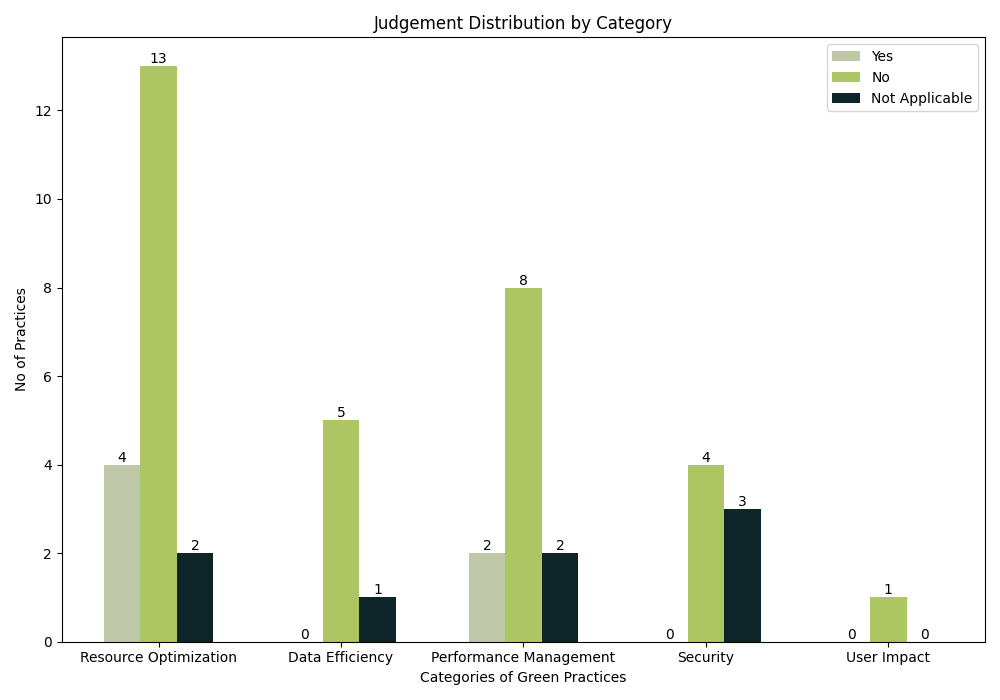 Judgement Distribution by Category
Yes
No
Not Applicable
No of Practices
12
10
8
6
4
2
0
4
13
2
0
5
1
2
8
2
0
4
3
0
1
0
Resource Optimization
Data Efficiency
Performance Management
Security
User Impact
Categories of Green Practices